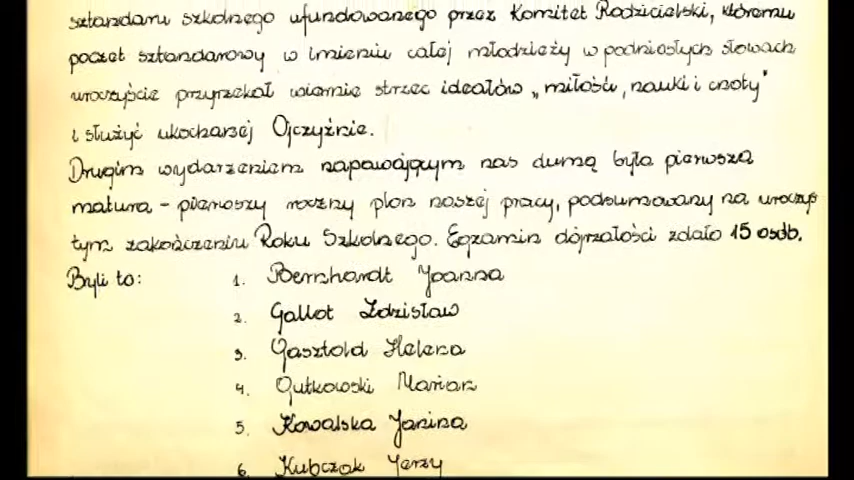 sztandaru szkolnego ufundowanego przez Komitet Rodzicielski, któremu
poczet sztandarowy w imieniu całej młodzieży w podniosłych słowach
uroczyście przyrzekał wiernie strzec ideałów „miłości, nauki i cnoty"
i służyć ukochanej Ojczyźnie.
Drugim wydarzeniem napawającym nas dumą była pierwsza
matura - pierwszy roczny plon naszej pracy, podsumowany na uroczys
tym zakończeniu Roku Szkolnego. Egzamin dojrzałości zdało 15 osób.
Byli to: 1. Bernhardt Joanna
2. Gallot Zdzisław
3. Gasztold Helena
4. Gutkowski Marian
5. Kowalska Janina
6. Kubczak Jerzy